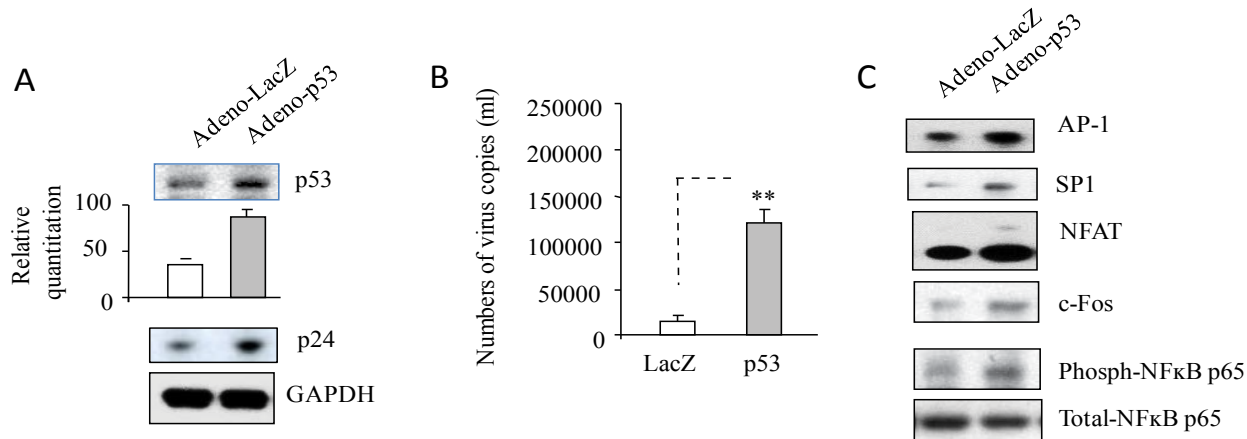 A
Adeno-LacZ
Adeno-p53
p53
Relative
quantitation
100
50
0
p24
GAPDH
B
Numbers of virus copies (ml)
250000
200000
150000
100000
50000
0
**
LacZ
p53
C
Adeno-LacZ
Adeno-p53
AP-1
SP1
NFAT
c-Fos
Phosph-NFκB p65
Total-NFκB p65